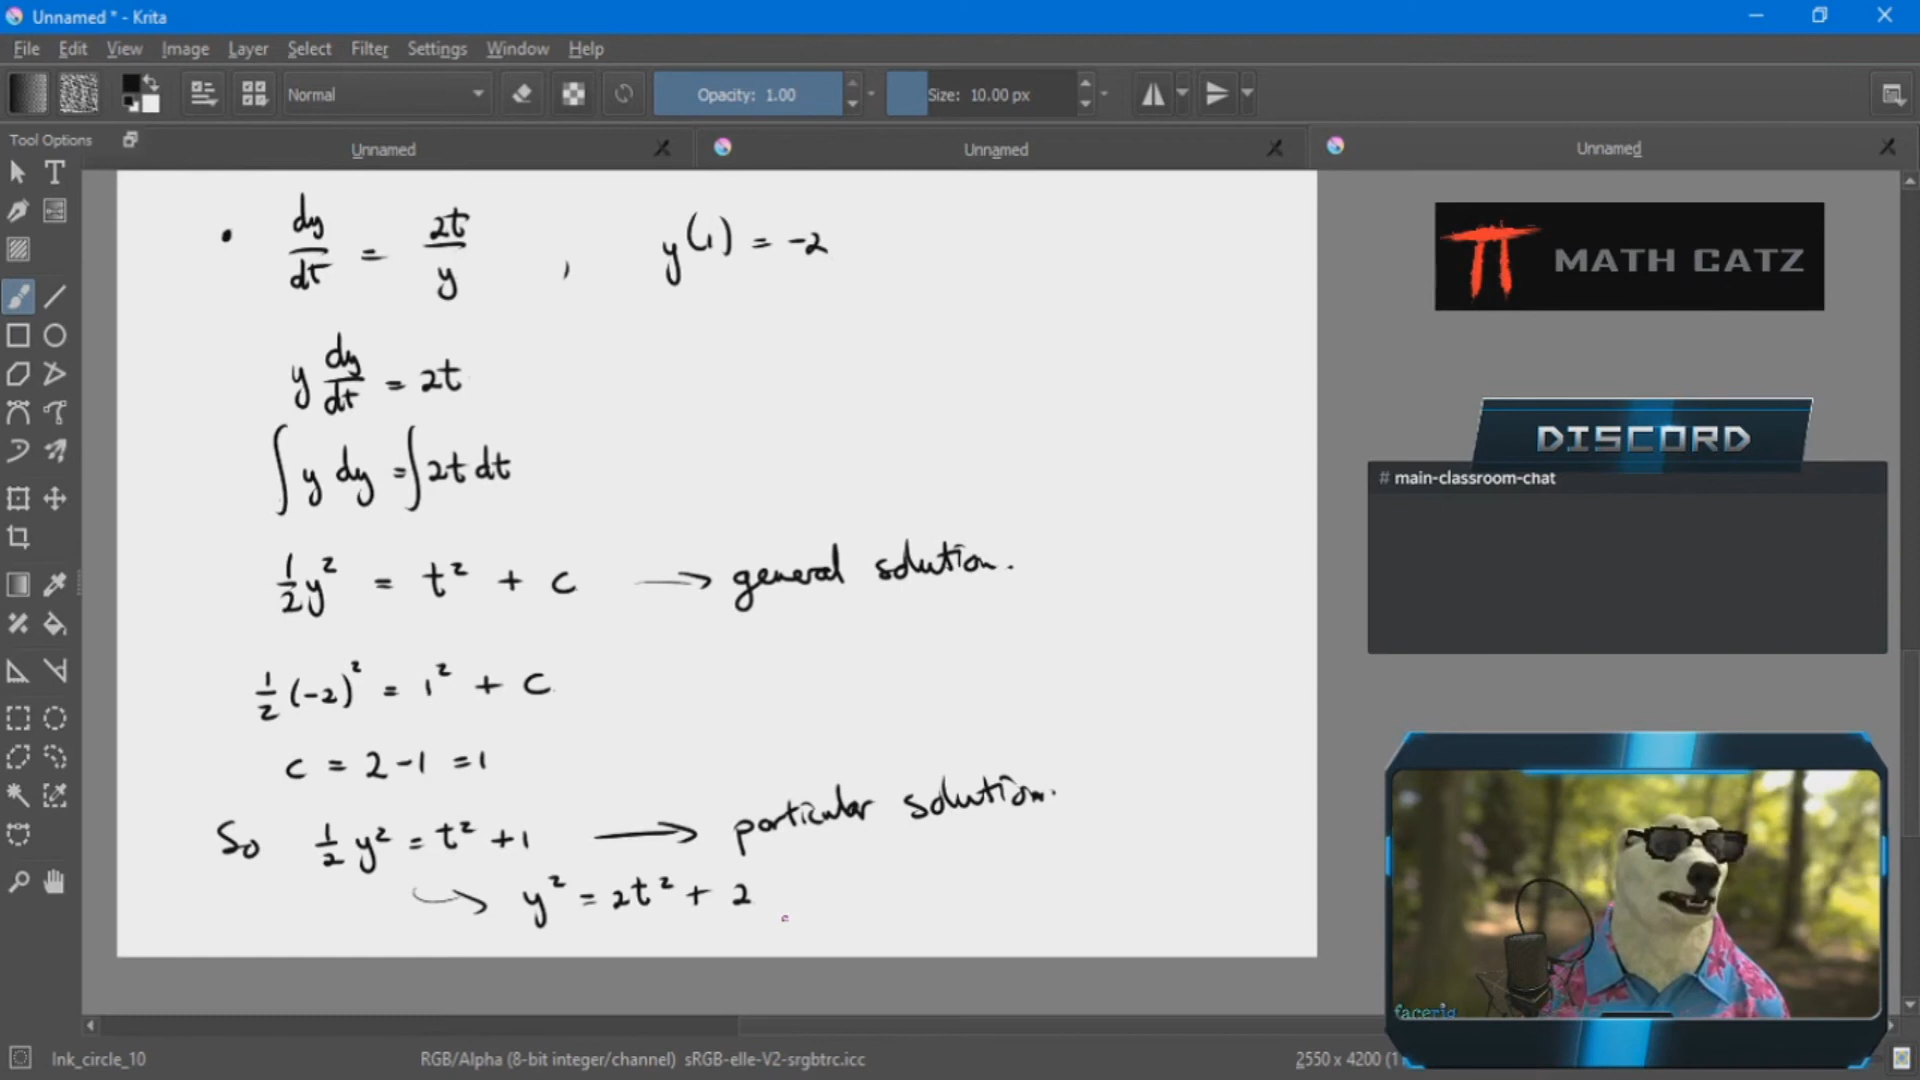 Unnamed * - Krita
File Edit View Image Layer Select Filter Settings Window Help
Normal Opacity: 1.00 Size: 10.00 px
Tool Options
Unnamed Unnamed Unnamed
• dy/dt = 2t/y , y(1) = -2
y dy/dt = 2t
∫ y dy = ∫ 2t dt
1/2 y² = t² + c → general solution.
1/2 (-2)² = 1² + c
c = 2 - 1 = 1
So 1/2 y² = t² + 1 → particular solution.
↪ y² = 2t² + 2
MATH CATZ
DISCORD
# main-classroom-chat
facerig
Ink_circle_10
RGB/Alpha (8-bit integer/channel) sRGB-elle-V2-srgbtrc.icc
2550 x 4200 (1